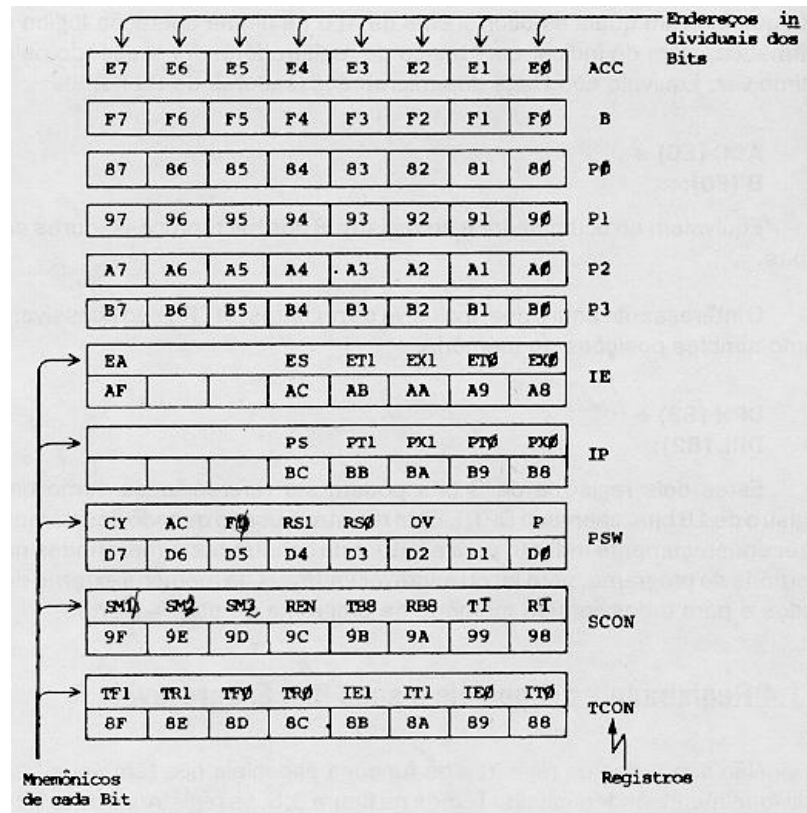 Endereços in
dividuais dos
Bits
E7 E6 E5 E4 E3 E2 E1 EØ ACC
F7 F6 F5 F4 F3 F2 F1 FØ B
87 86 85 84 83 82 81 8Ø PØ
97 96 95 94 93 92 91 9Ø P1
A7 A6 A5 A4 A3 A2 A1 AØ P2
B7 B6 B5 B4 B3 B2 B1 BØ P3
EA ES ET1 EX1 ETØ EXØ
IE
AF AC AB AA A9 A8
PS PT1 PX1 PTØ PXØ
IP
BC BB BA B9 B8
CY AC FØ RS1 RSØ OV P
PSW
D7 D6 D5 D4 D3 D2 D1 DØ
SM1 SM2 SM3 REN TB8 RB8 TI RI
SCON
9F 9E 9D 9C 9B 9A 99 98
TF1 TR1 TFØ TRØ IE1 IT1 IEØ ITØ
TCON
8F 8E 8D 8C 8B 8A 89 88
Mnemônicos
de cada Bit
Registros